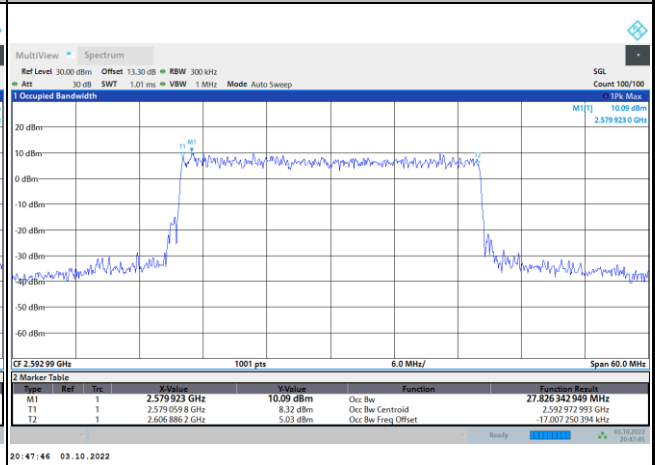 MultiView Spectrum
Ref Level 30.00 dBm Offset 13.30 dB RBW 300 kHz SGL
Att 30 dB SWT 1.01 ms VBW 1 MHz Mode Auto Sweep Count 100/100
1 Occupied Bandwidth 1Pk Max
M1[1] 10.09 dBm
2.579 923 0 GHz
20 dBm
T1 M1 T2
10 dBm
0 dBm
-10 dBm
-20 dBm
-30 dBm
-40 dBm
-50 dBm
-60 dBm
CF 2.592 99 GHz 1001 pts 6.0 MHz/ Span 60.0 MHz
2 Marker Table
Type Ref Trc X-Value Y-Value Function Function Result
M1 1 2.579 923 GHz 10.09 dBm Occ Bw 27.826 342 949 MHz
T1 1 2.579 059 8 GHz 8.32 dBm Occ Bw Centroid 2.592 972 993 GHz
T2 1 2.606 886 2 GHz 5.03 dBm Occ Bw Freq Offset -17.007 250 394 kHz
Ready 03.10.2022
20:47:45
20:47:46 03.10.2022